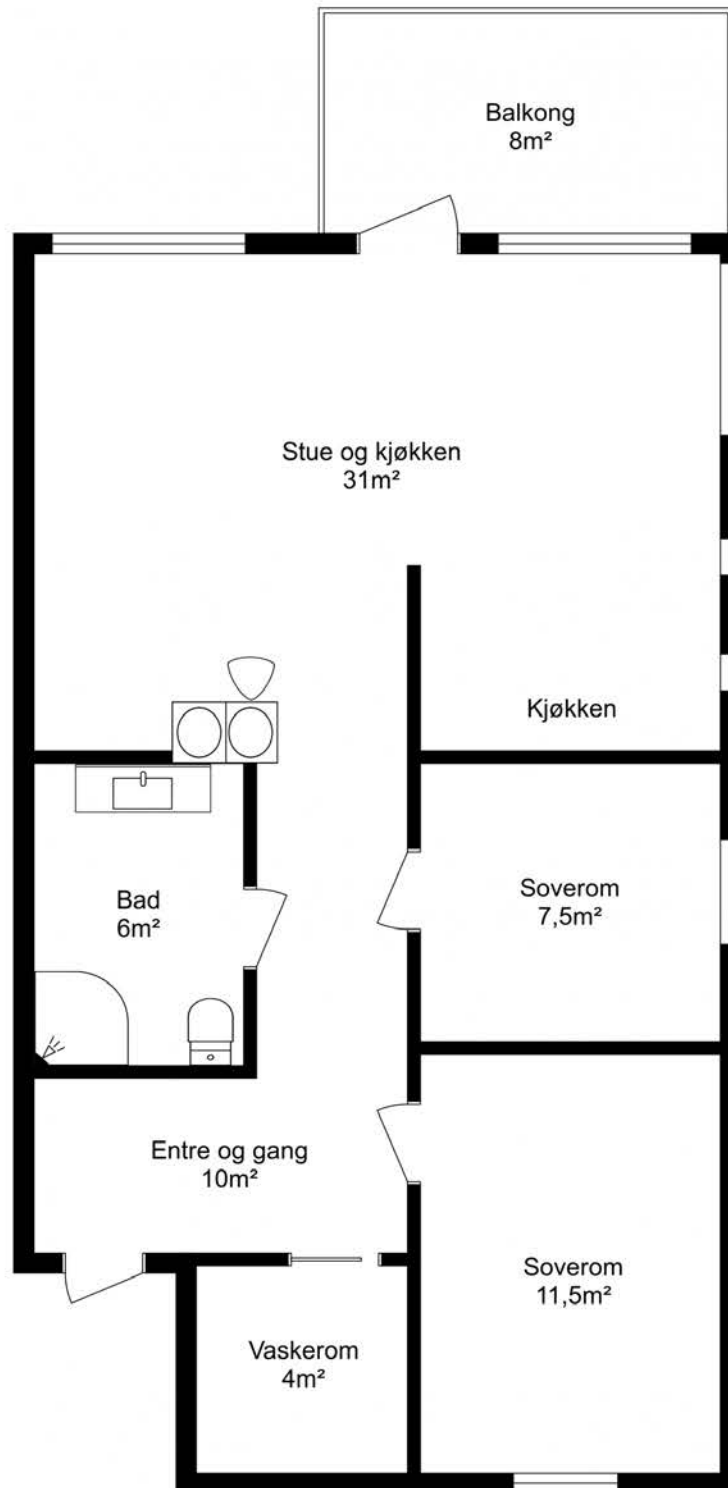 Balkong
8m²
Stue og kjøkken
31m²
Kjøkken
Soverom
7,5m²
Bad
6m²
Entre og gang
10m²
Soverom
11,5m²
Vaskerom
4m²